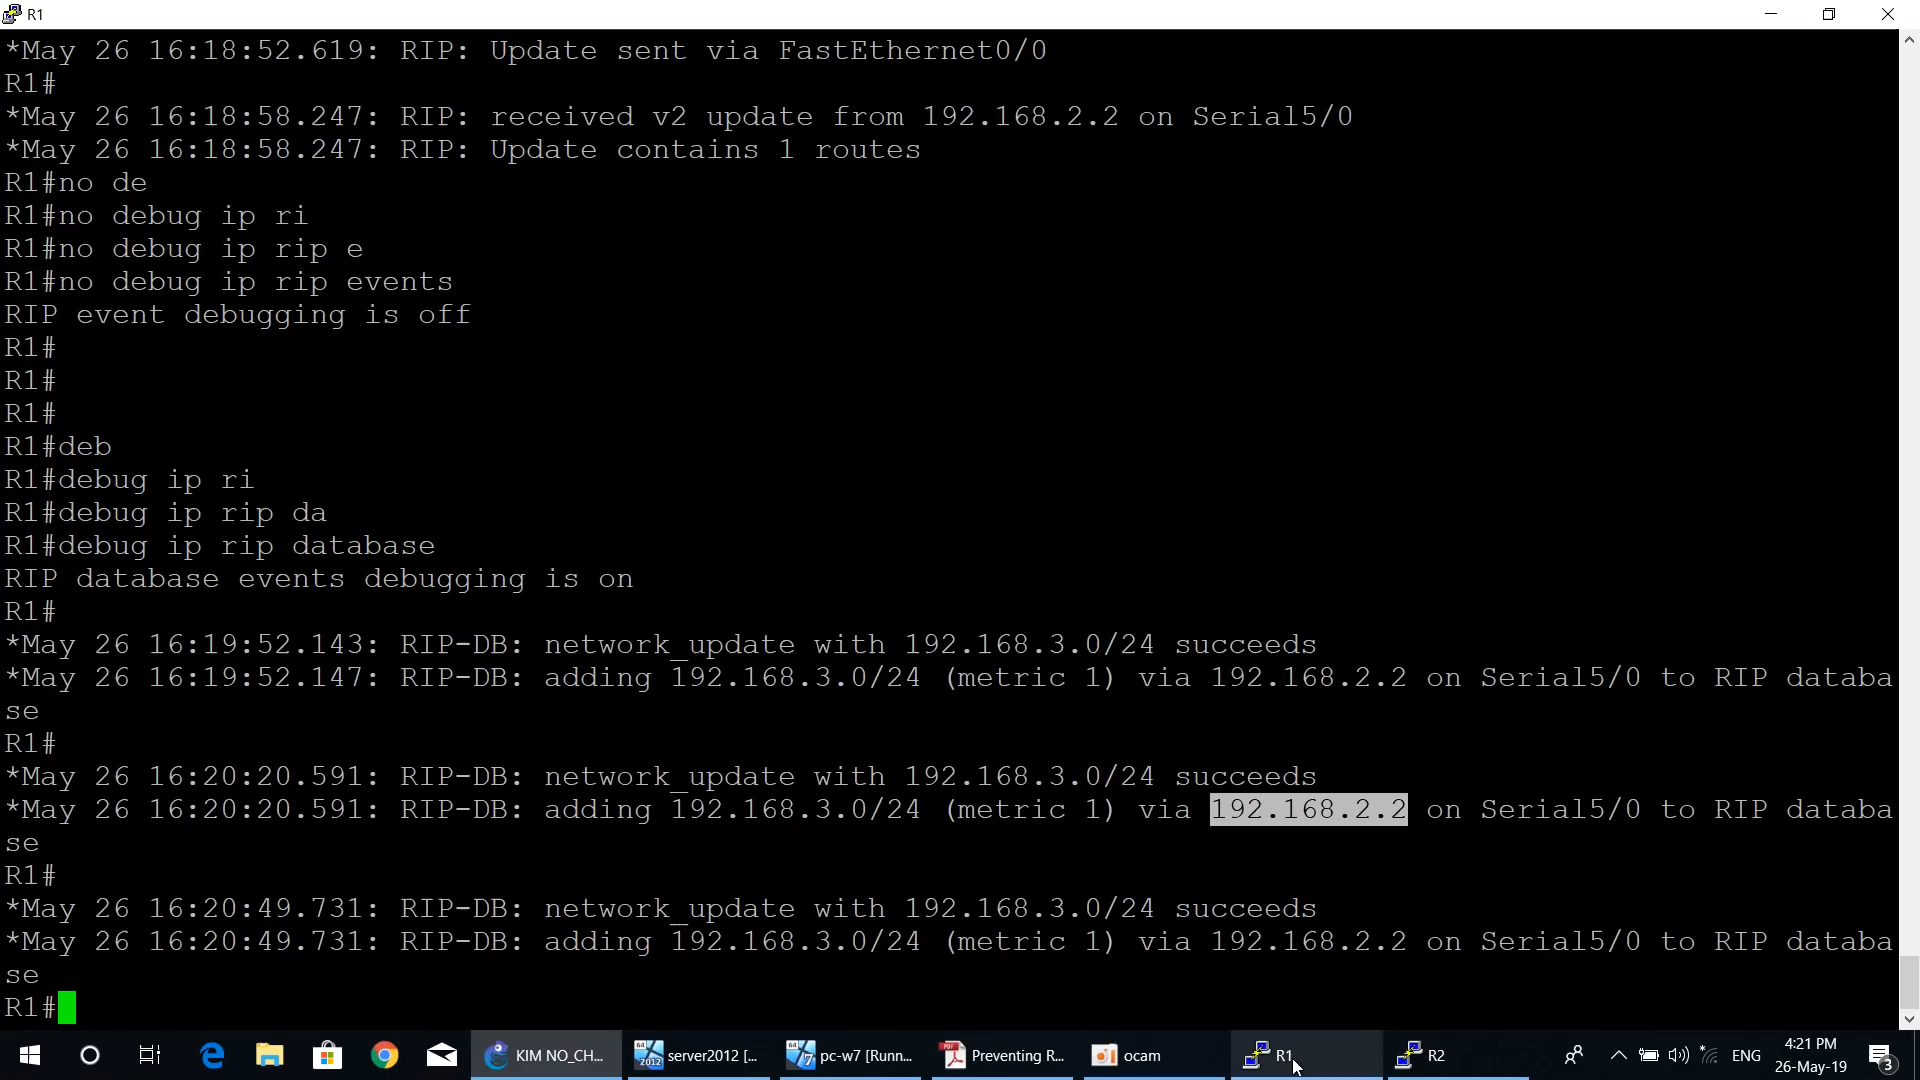 R1
*May 26 16:18:52.619: RIP: Update sent via FastEthernet0/0
R1#
*May 26 16:18:58.247: RIP: received v2 update from 192.168.2.2 on Serial5/0
*May 26 16:18:58.247: RIP: Update contains 1 routes
R1#no de
R1#no debug ip ri
R1#no debug ip rip e
R1#no debug ip rip events
RIP event debugging is off
R1#
R1#
R1#
R1#deb
R1#debug ip ri
R1#debug ip rip da
R1#debug ip rip database
RIP database events debugging is on
R1#
*May 26 16:19:52.143: RIP-DB: network_update with 192.168.3.0/24 succeeds
*May 26 16:19:52.147: RIP-DB: adding 192.168.3.0/24 (metric 1) via 192.168.2.2 on Serial5/0 to RIP databa
se
R1#
*May 26 16:20:20.591: RIP-DB: network_update with 192.168.3.0/24 succeeds
*May 26 16:20:20.591: RIP-DB: adding 192.168.3.0/24 (metric 1) via 192.168.2.2 on Serial5/0 to RIP databa
se
R1#
*May 26 16:20:49.731: RIP-DB: network_update with 192.168.3.0/24 succeeds
*May 26 16:20:49.731: RIP-DB: adding 192.168.3.0/24 (metric 1) via 192.168.2.2 on Serial5/0 to RIP databa
se
R1#
KIM NO_CH... 64 2012 server2012 [... 64 7 pc-w7 [Runn... PDF Preventing R... ocam R1 R2 ENG 4:21 PM 3
26-May-19